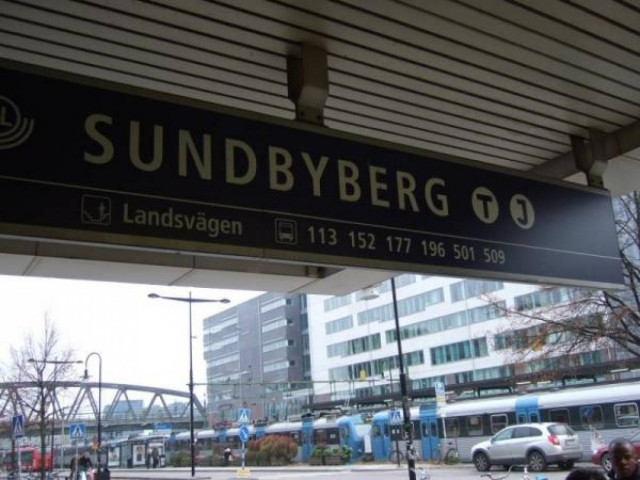 L SUNDBYBERG T J
Landsvägen 113 152 177 196 501 509